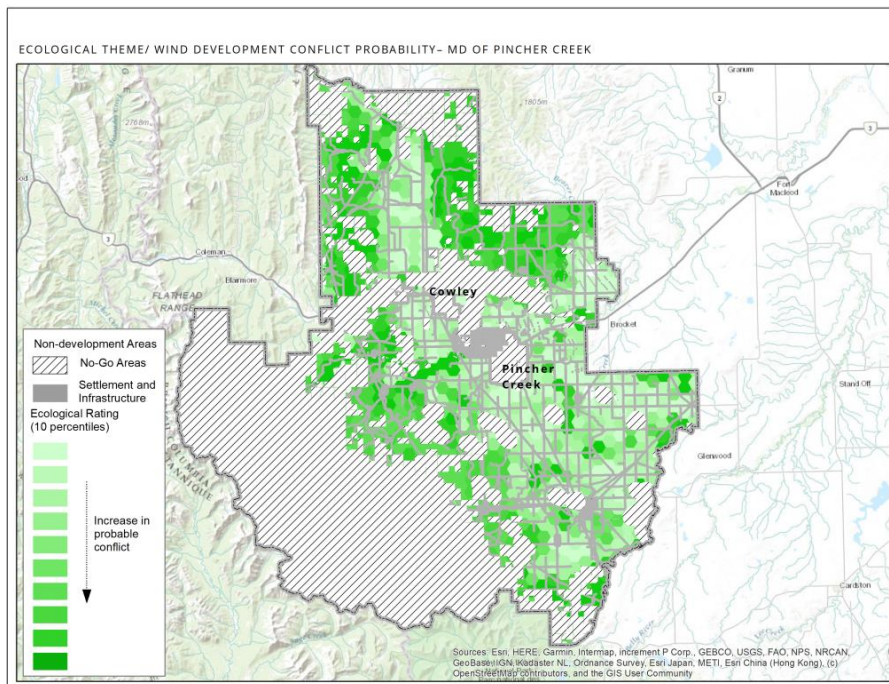 ECOLOGICAL THEME/ WIND DEVELOPMENT CONFLICT PROBABILITY– MD OF PINCHER CREEK
Granum
2
1805m
2768m
3
Fort
Macleod
3
Coleman
Blairmore
FLATHEAD
RANGE
Cowley
Brocket
Pincher
Creek
Stand Off
Glenwood
Cardston
Non-development Areas
No-Go Areas
Settlement and
Infrastructure
Ecological Rating
(10 percentiles)
Increase in
probable
conflict
Sources: Esri, HERE, Garmin, Intermap, increment P Corp., GEBCO, USGS, FAO, NPS, NRCAN,
GeoBase, IGN, Kadaster NL, Ordnance Survey, Esri Japan, METI, Esri China (Hong Kong), (c)
OpenStreetMap contributors, and the GIS User Community